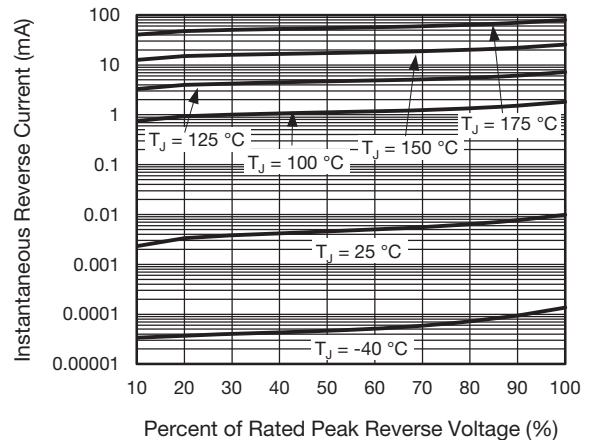 Instantaneous Reverse Current (mA)
100
10
1
0.1
0.01
0.001
0.0001
0.00001
T_J = 175 °C
T_J = 125 °C
T_J = 150 °C
T_J = 100 °C
T_J = 25 °C
T_J = -40 °C
10 20 30 40 50 60 70 80 90 100
Percent of Rated Peak Reverse Voltage (%)